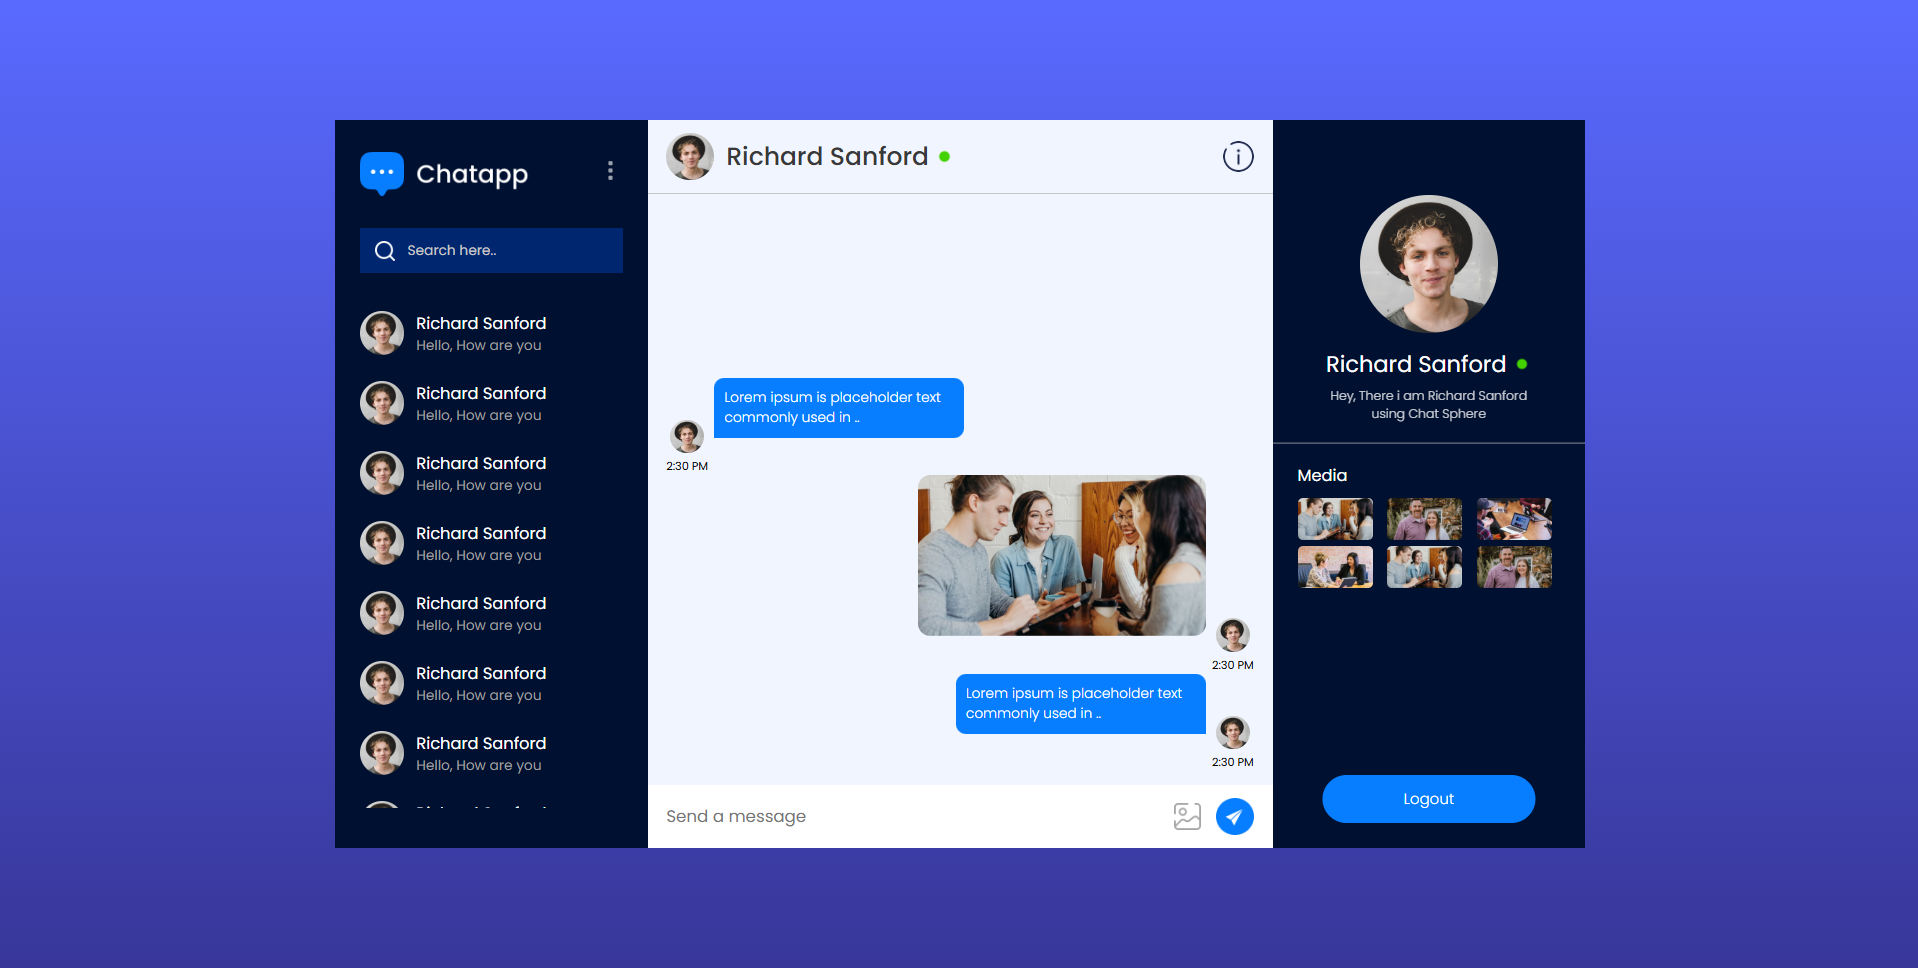 Chatapp
Search here..
Richard Sanford
Hello, How are you
Richard Sanford
Hello, How are you
Richard Sanford
Hello, How are you
Richard Sanford
Hello, How are you
Richard Sanford
Hello, How are you
Richard Sanford
Hello, How are you
Richard Sanford
Hello, How are you
Richard Sanford
Lorem ipsum is placeholder text
commonly used in ..
2:30 PM
2:30 PM
Lorem ipsum is placeholder text
commonly used in ..
2:30 PM
Send a message
Richard Sanford
Hey, There i am Richard Sanford
using Chat Sphere
Media
Logout